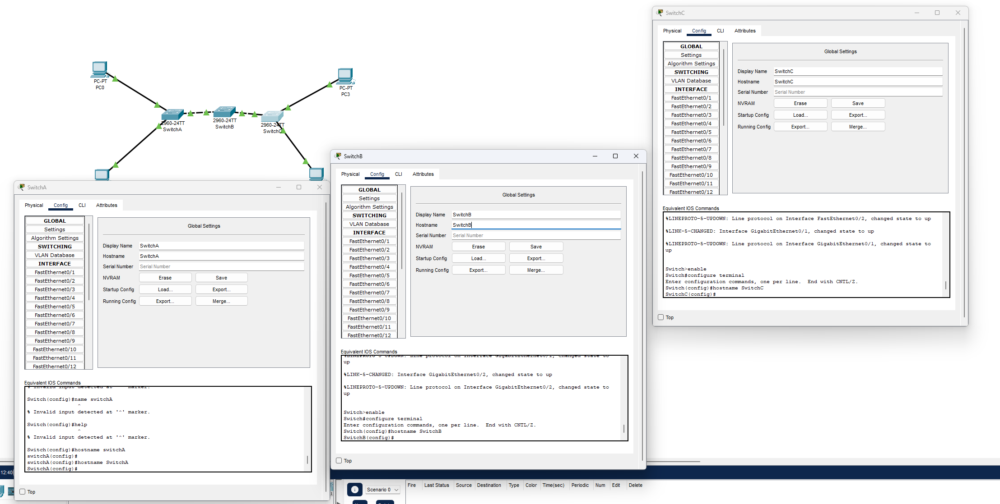 PC-PT
PC0
PC-PT
PC3
2960-24TT
SwitchA
2960-24TT
SwitchB
2960-24TT
SwitchC
SwitchA
Physical Config CLI Attributes
GLOBAL
Settings
Algorithm Settings
SWITCHING
VLAN Database
INTERFACE
FastEthernet0/1
FastEthernet0/2
FastEthernet0/3
FastEthernet0/4
FastEthernet0/5
FastEthernet0/6
FastEthernet0/7
FastEthernet0/8
FastEthernet0/9
FastEthernet0/10
FastEthernet0/11
FastEthernet0/12
Global Settings
Display Name SwitchA
Hostname SwitchA
Serial Number Serial Number
NVRAM Erase Save
Startup Config Load... Export...
Running Config Export... Merge...
Equivalent IOS Commands
% Invalid input detected at '^' marker.
Switch(config)#name switchA
^
% Invalid input detected at '^' marker.
Switch(config)#help
^
% Invalid input detected at '^' marker.
Switch(config)#hostname switchA
switchA(config)#
switchA(config)#hostname SwitchA
SwitchA(config)#
Top
SwitchB
Physical Config CLI Attributes
GLOBAL
Settings
Algorithm Settings
SWITCHING
VLAN Database
INTERFACE
FastEthernet0/1
FastEthernet0/2
FastEthernet0/3
FastEthernet0/4
FastEthernet0/5
FastEthernet0/6
FastEthernet0/7
FastEthernet0/8
FastEthernet0/9
FastEthernet0/10
FastEthernet0/11
FastEthernet0/12
Global Settings
Display Name SwitchB
Hostname SwitchB
Serial Number Serial Number
NVRAM Erase Save
Startup Config Load... Export...
Running Config Export... Merge...
Equivalent IOS Commands
%LINEPROTO-5-UPDOWN: Line protocol on Interface GigabitEthernet0/1, changed state to
up
%LINK-5-CHANGED: Interface GigabitEthernet0/2, changed state to up
%LINEPROTO-5-UPDOWN: Line protocol on Interface GigabitEthernet0/2, changed state to
up
Switch>enable
Switch#configure terminal
Enter configuration commands, one per line.  End with CNTL/Z.
Switch(config)#hostname SwitchB
SwitchB(config)#
Top
SwitchC
Physical Config CLI Attributes
GLOBAL
Settings
Algorithm Settings
SWITCHING
VLAN Database
INTERFACE
FastEthernet0/1
FastEthernet0/2
FastEthernet0/3
FastEthernet0/4
FastEthernet0/5
FastEthernet0/6
FastEthernet0/7
FastEthernet0/8
FastEthernet0/9
FastEthernet0/10
FastEthernet0/11
FastEthernet0/12
Global Settings
Display Name SwitchC
Hostname SwitchC
Serial Number Serial Number
NVRAM Erase Save
Startup Config Load... Export...
Running Config Export... Merge...
Equivalent IOS Commands
%LINEPROTO-5-UPDOWN: Line protocol on Interface FastEthernet0/2, changed state to up
%LINK-5-CHANGED: Interface GigabitEthernet0/1, changed state to up
%LINEPROTO-5-UPDOWN: Line protocol on Interface GigabitEthernet0/1, changed state to
up
Switch>enable
Switch#configure terminal
Enter configuration commands, one per line.  End with CNTL/Z.
Switch(config)#hostname SwitchC
SwitchC(config)#
Top
12:40
Scenario 0
Fire Last Status Source Destination Type Color Time(sec) Periodic Num Edit Delete